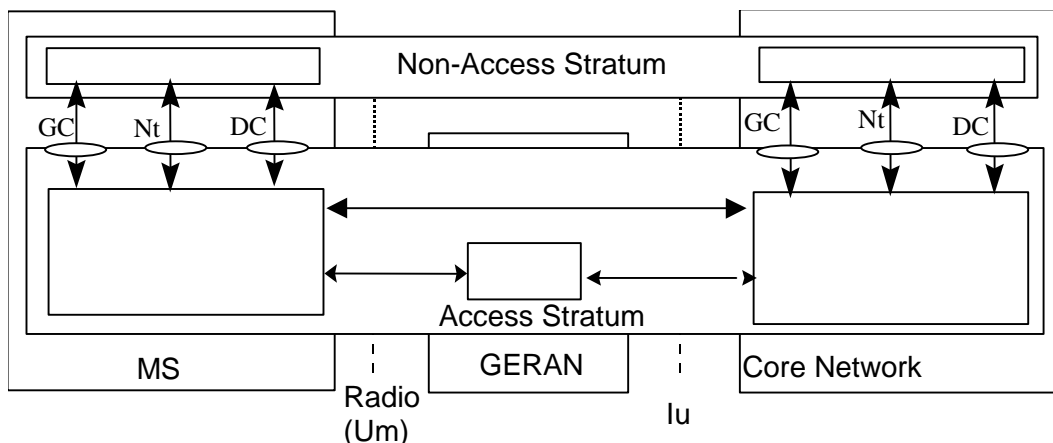 Non-Access Stratum
GC
Nt
DC
GC
Nt
DC
Access Stratum
MS
GERAN
Core Network
Radio
(Um)
Iu